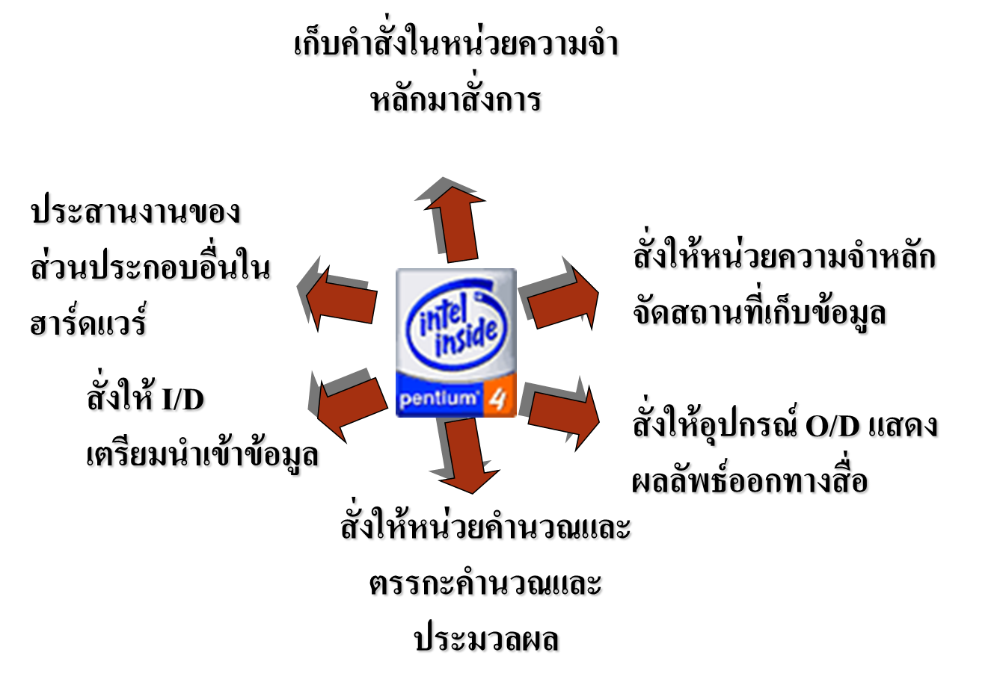 เก็บคำสั่งในหน่วยความจำ
หลักมาสั่งการ
ประสานงานของ
ส่วนประกอบอื่นใน
ฮาร์ดแวร์
สั่งให้หน่วยความจำหลัก
จัดสถานที่เก็บข้อมูล
intel
inside
pentium 4
สั่งให้ I/D
เตรียมนำเข้าข้อมูล
สั่งให้อุปกรณ์ O/D แสดง
ผลลัพธ์ออกทางสื่อ
สั่งให้หน่วยคำนวณและ
ตรรกะคำนวณและ
ประมวลผล